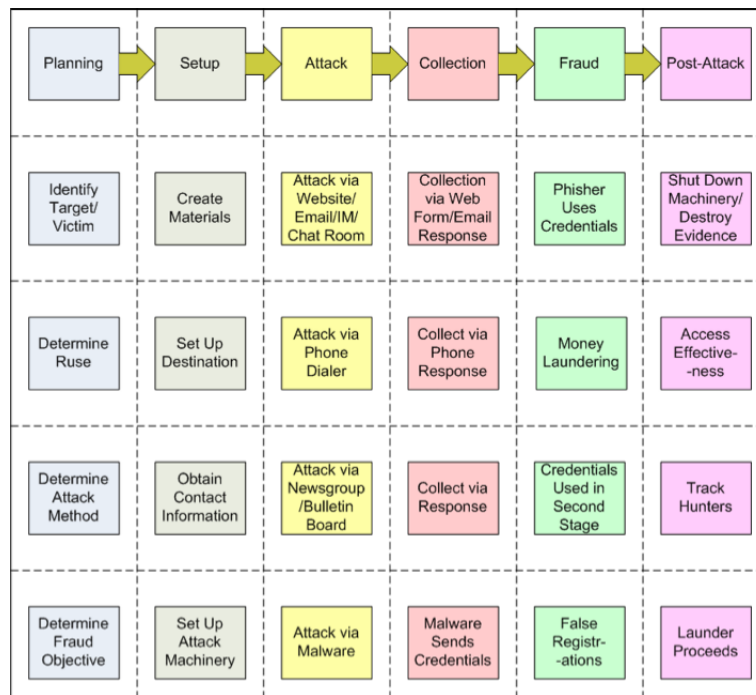 Planning
Setup
Attack
Collection
Fraud
Post-Attack
Identify
Target/
Victim
Create
Materials
Attack via
Website/
Email/IM/
Chat Room
Collection
via Web
Form/Email
Response
Phisher
Uses
Credentials
Shut Down
Machinery/
Destroy
Evidence
Determine
Ruse
Set Up
Destination
Attack via
Phone
Dialer
Collect via
Phone
Response
Money
Laundering
Access
Effective-
-ness
Determine
Attack
Method
Obtain
Contact
Information
Attack via
Newsgroup
/Bulletin
Board
Collect via
Response
Credentials
Used in
Second
Stage
Track
Hunters
Determine
Fraud
Objective
Set Up
Attack
Machinery
Attack via
Malware
Malware
Sends
Credentials
False
Registr-
-ations
Launder
Proceeds